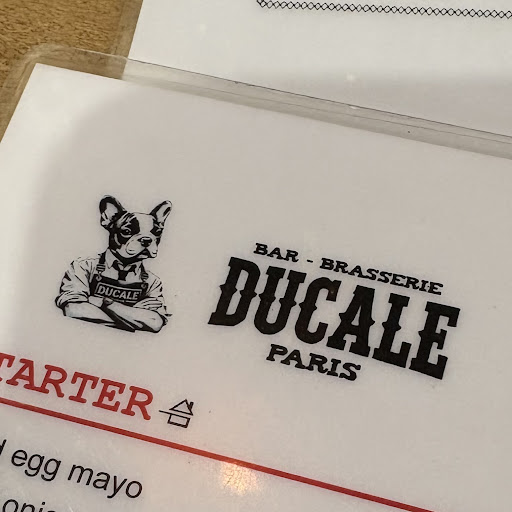 BAR - BRASSERIE
DUCALE
PARIS
DUCALE
TARTER
egg mayo